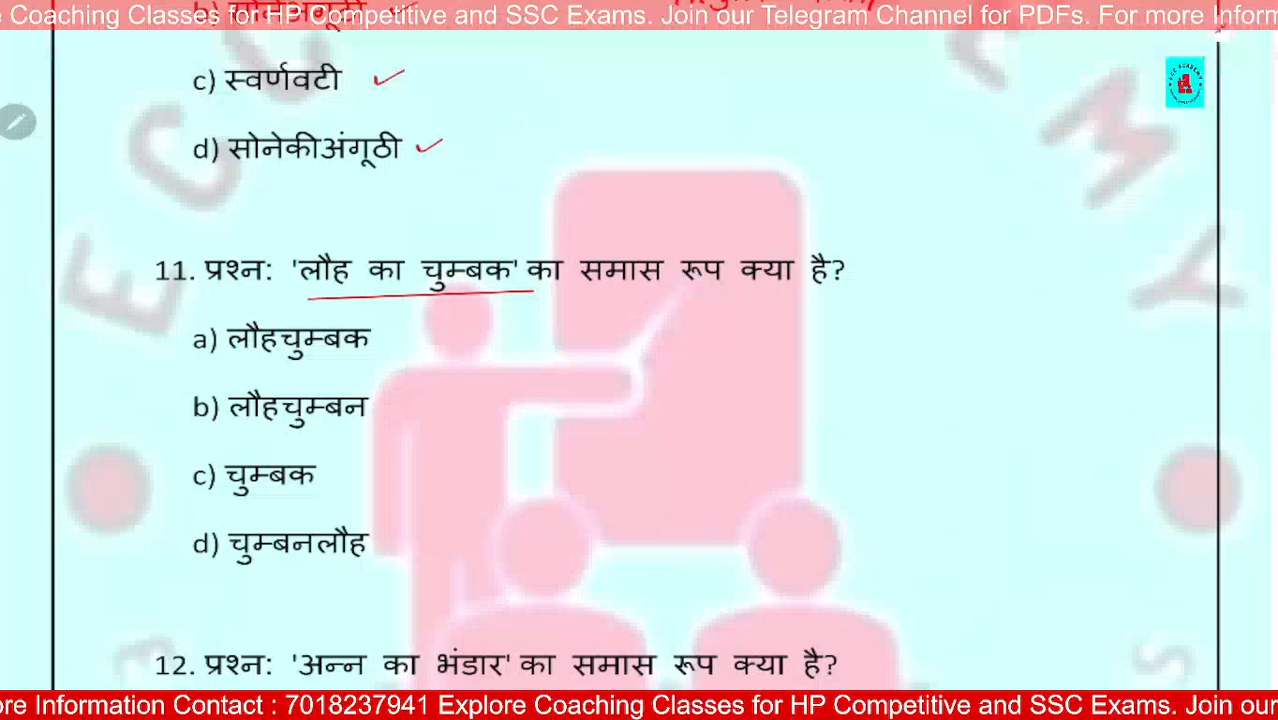 e Coaching Classes for HP Competitive and SSC Exams. Join our Telegram Channel for PDFs. For more Inform
c) स्वर्णवटी
d) सोनेकीअंगूठी
11. प्रश्न: 'लौह का चुम्बक' का समास रूप क्या है?
a) लौहचुम्बक
b) लौहचुम्बन
c) चुम्बक
d) चुम्बनलौह
12. प्रश्न: 'अन्न का भंडार' का समास रूप क्या है?
ore Information Contact : 7018237941 Explore Coaching Classes for HP Competitive and SSC Exams. Join our